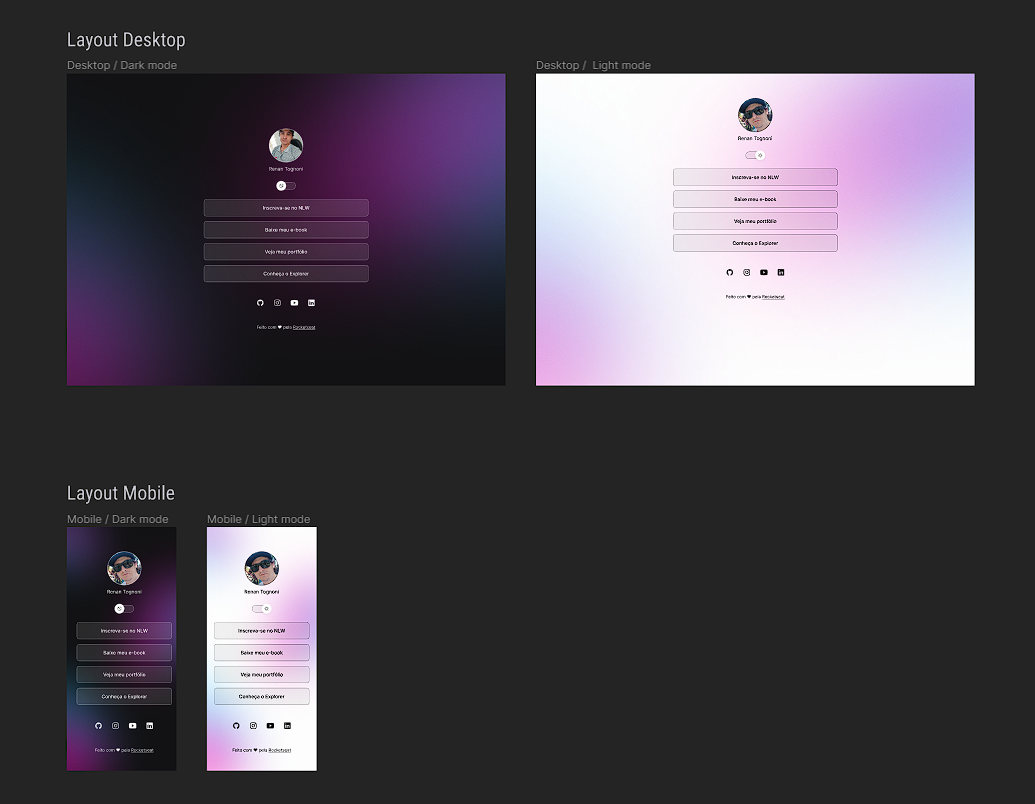 Layout Desktop
Desktop / Dark mode
Renan Tognoni
Inscreva-se no NLW
Baixe meu e-book
Veja meu portfólio
Conheça o Explorer
Feito com ♥ pela Rocketseat
Desktop / Light mode
Renan Tognoni
Inscreva-se no NLW
Baixe meu e-book
Veja meu portfólio
Conheça o Explorer
Feito com ♥ pela Rocketseat
Layout Mobile
Mobile / Dark mode
Renan Tognoni
Inscreva-se no NLW
Baixe meu e-book
Veja meu portfólio
Conheça o Explorer
Feito com ♥ pela Rocketseat
Mobile / Light mode
Renan Tognoni
Inscreva-se no NLW
Baixe meu e-book
Veja meu portfólio
Conheça o Explorer
Feito com ♥ pela Rocketseat